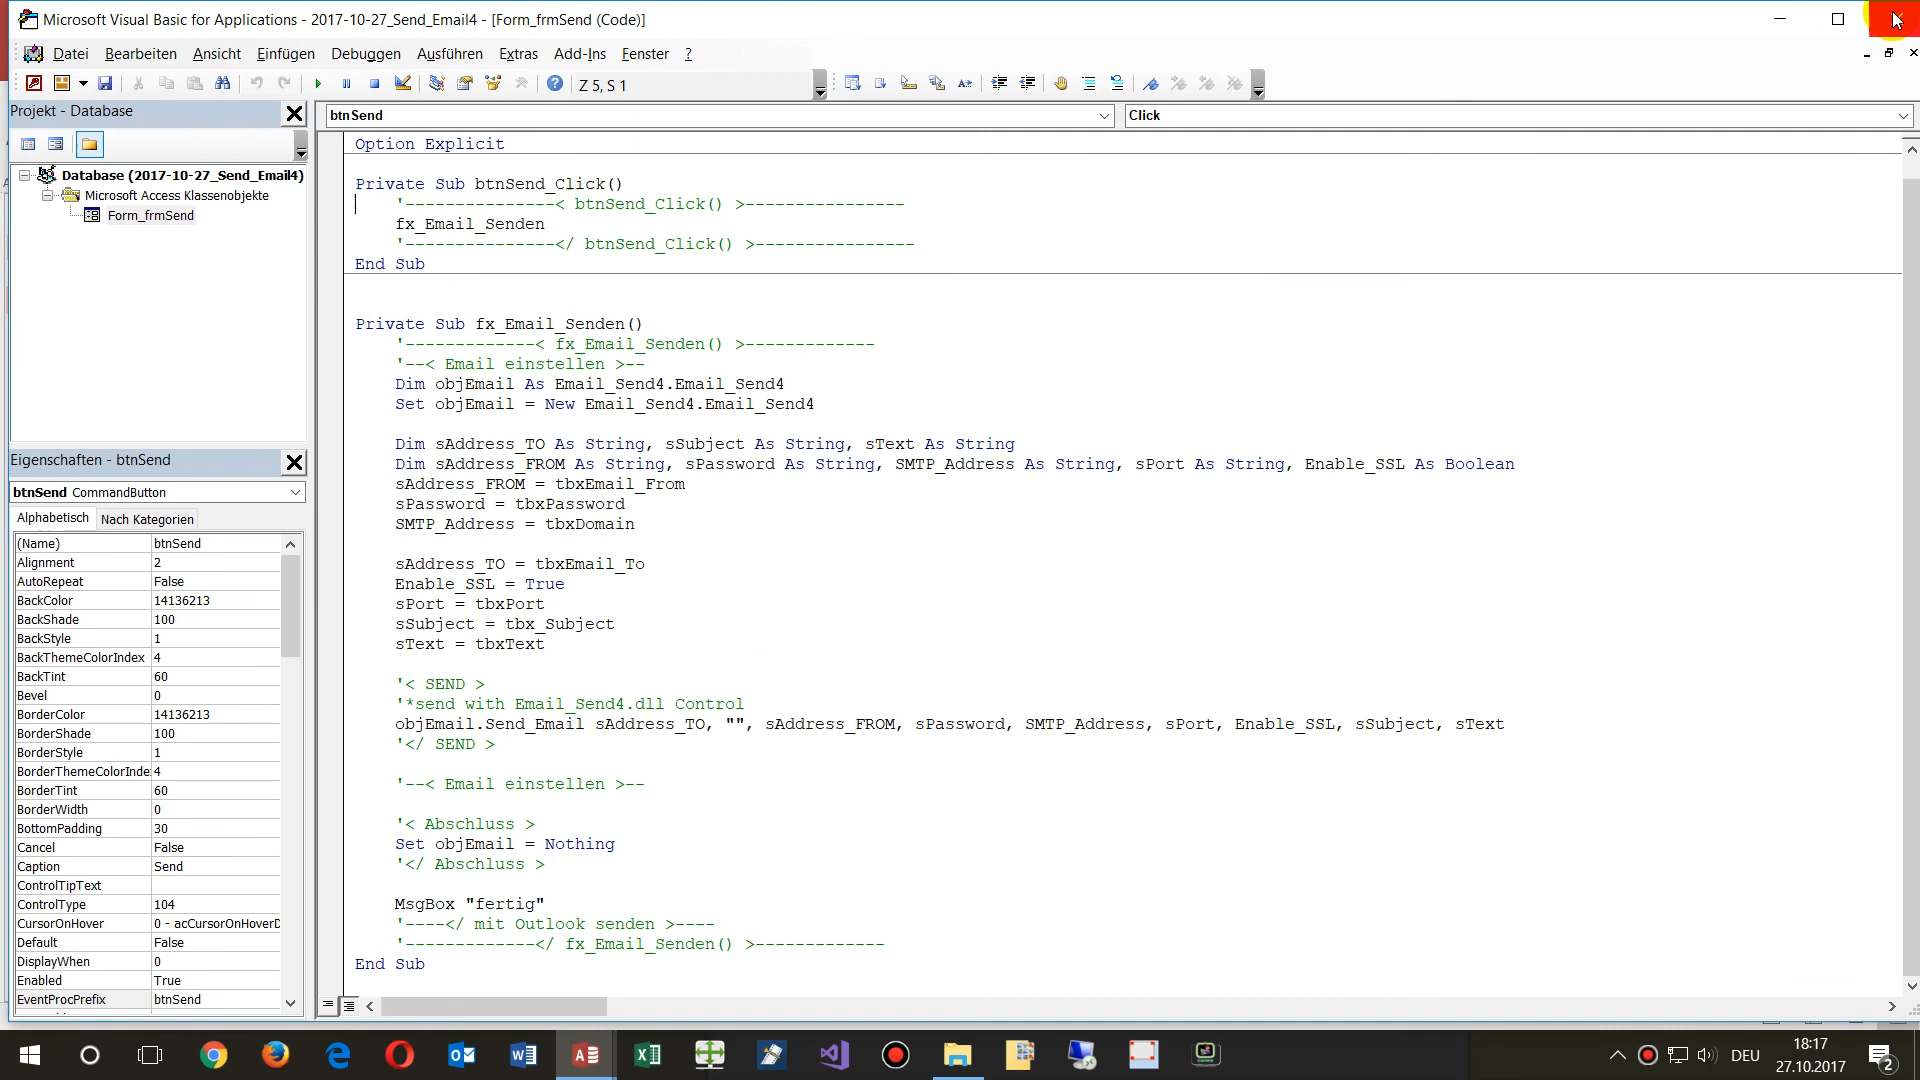 Microsoft Visual Basic for Applications - 2017-10-27_Send_Email4 - [Form_frmSend (Code)]
Datei Bearbeiten Ansicht Einfügen Debuggen Ausführen Extras Add-Ins Fenster ?
Z 5, S 1
Projekt - Database
Database (2017-10-27_Send_Email4)
Microsoft Access Klassenobjekte
Form_frmSend
Eigenschaften - btnSend
btnSend CommandButton
Alphabetisch Nach Kategorien
(Name) btnSend
Alignment 2
AutoRepeat False
BackColor 14136213
BackShade 100
BackStyle 1
BackThemeColorIndex 4
BackTint 60
Bevel 0
BorderColor 14136213
BorderShade 100
BorderStyle 1
BorderThemeColorInde 4
BorderTint 60
BorderWidth 0
BottomPadding 30
Cancel False
Caption Send
ControlTipText
ControlType 104
CursorOnHover 0 - acCursorOnHoverD
Default False
DisplayWhen 0
Enabled True
EventProcPrefix btnSend
btnSend Click
Option Explicit
Private Sub btnSend_Click()
'---------------< btnSend_Click() >----------------
fx_Email_Senden
'---------------</ btnSend_Click() >----------------
End Sub
Private Sub fx_Email_Senden()
'-------------< fx_Email_Senden() >-------------
'--< Email einstellen >--
Dim objEmail As Email_Send4.Email_Send4
Set objEmail = New Email_Send4.Email_Send4
Dim sAddress_TO As String, sSubject As String, sText As String
Dim sAddress_FROM As String, sPassword As String, SMTP_Address As String, sPort As String, Enable_SSL As Boolean
sAddress_FROM = tbxEmail_From
sPassword = tbxPassword
SMTP_Address = tbxDomain
sAddress_TO = tbxEmail_To
Enable_SSL = True
sPort = tbxPort
sSubject = tbx_Subject
sText = tbxText
'< SEND >
'*send with Email_Send4.dll Control
objEmail.Send_Email sAddress_TO, "", sAddress_FROM, sPassword, SMTP_Address, sPort, Enable_SSL, sSubject, sText
'</ SEND >
'--< Email einstellen >--
'< Abschluss >
Set objEmail = Nothing
'</ Abschluss >
MsgBox "fertig"
'----</ mit Outlook senden >----
'-------------</ fx_Email_Senden() >-------------
End Sub
DEU
18:17
27.10.2017
2